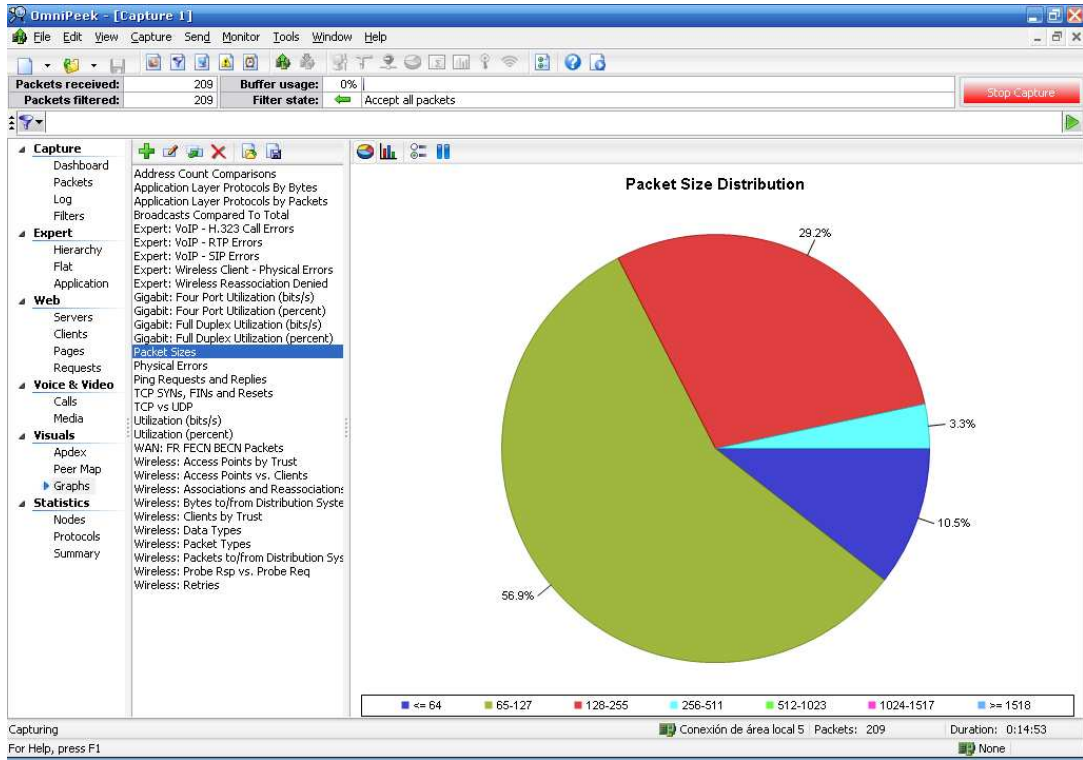 OmniPeek - [Capture 1]
File Edit View Capture Send Monitor Tools Window Help
Packets received: 209 Buffer usage: 0%
Packets filtered: 209 Filter state: Accept all packets
Stop Capture
Capture
Dashboard
Packets
Log
Filters
Expert
Hierarchy
Flat
Application
Web
Servers
Clients
Pages
Requests
Voice & Video
Calls
Media
Visuals
Apdex
Peer Map
Graphs
Statistics
Nodes
Protocols
Summary
Address Count Comparisons
Application Layer Protocols By Bytes
Application Layer Protocols by Packets
Broadcasts Compared To Total
Expert: VoIP - H.323 Call Errors
Expert: VoIP - RTP Errors
Expert: VoIP - SIP Errors
Expert: Wireless Client - Physical Errors
Expert: Wireless Reassociation Denied
Gigabit: Four Port Utilization (bits/s)
Gigabit: Four Port Utilization (percent)
Gigabit: Full Duplex Utilization (bits/s)
Gigabit: Full Duplex Utilization (percent)
Packet Sizes
Physical Errors
Ping Requests and Replies
TCP SYNs, FINs and Resets
TCP vs UDP
Utilization (bits/s)
Utilization (percent)
WAN: FR FECN BECN Packets
Wireless: Access Points by Trust
Wireless: Access Points vs. Clients
Wireless: Associations and Reassociations
Wireless: Bytes to/from Distribution Syste
Wireless: Clients by Trust
Wireless: Data Types
Wireless: Packet Types
Wireless: Packets to/from Distribution Sys
Wireless: Probe Rsp vs. Probe Req
Wireless: Retries
Packet Size Distribution
29.2%
3.3%
10.5%
56.9%
<= 64 65-127 128-255 256-511 512-1023 1024-1517 >= 1518
Capturing Conexión de área local 5 Packets: 209 Duration: 0:14:53
For Help, press F1 None